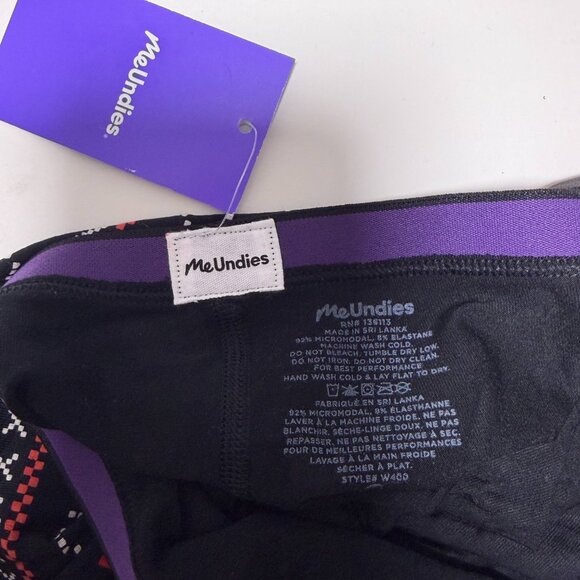 MeUndies.
MeUndies
MeUndies
RN# 136113
MADE IN SRI LANKA
92% MICROMODAL, 8% ELASTANE
MACHINE WASH COLD.
DO NOT BLEACH, TUMBLE DRY LOW.
DO NOT IRON. DO NOT DRY CLEAN.
FOR BEST PERFORMANCE
HAND WASH COLD & LAY FLAT TO DRY.
FABRIQUÉ EN SRI LANKA
92% MICROMODAL, 8% ÉLASTHANNE
LAVER À LA MACHINE FROIDE. NE PAS
BLANCHIR. SÈCHE-LINGE DOUX. NE PAS
REPASSER. NE PAS NETTOYAGE À SEC.
POUR DE MEILLEURES PERFORMANCE
LAVAGE À LA MAIN FROIDE
SÉCHER À PLAT.
STYLE# W400